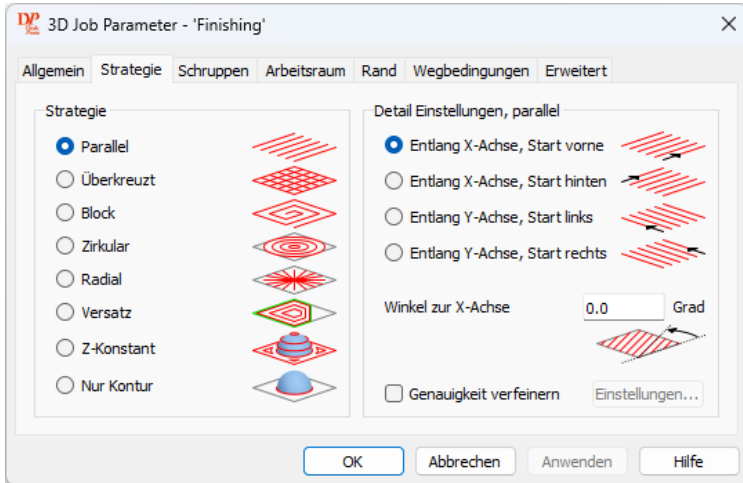 DP
3D Job Parameter - 'Finishing'
Allgemein Strategie Schruppen Arbeitsraum Rand Wegbedingungen Erweitert
Strategie
Parallel
Überkreuzt
Block
Zirkular
Radial
Versatz
Z-Konstant
Nur Kontur
Detail Einstellungen, parallel
Entlang X-Achse, Start vorne
Entlang X-Achse, Start hinten
Entlang Y-Achse, Start links
Entlang Y-Achse, Start rechts
Winkel zur X-Achse 0.0 Grad
Genauigkeit verfeinern Einstellungen...
OK Abbrechen Anwenden Hilfe